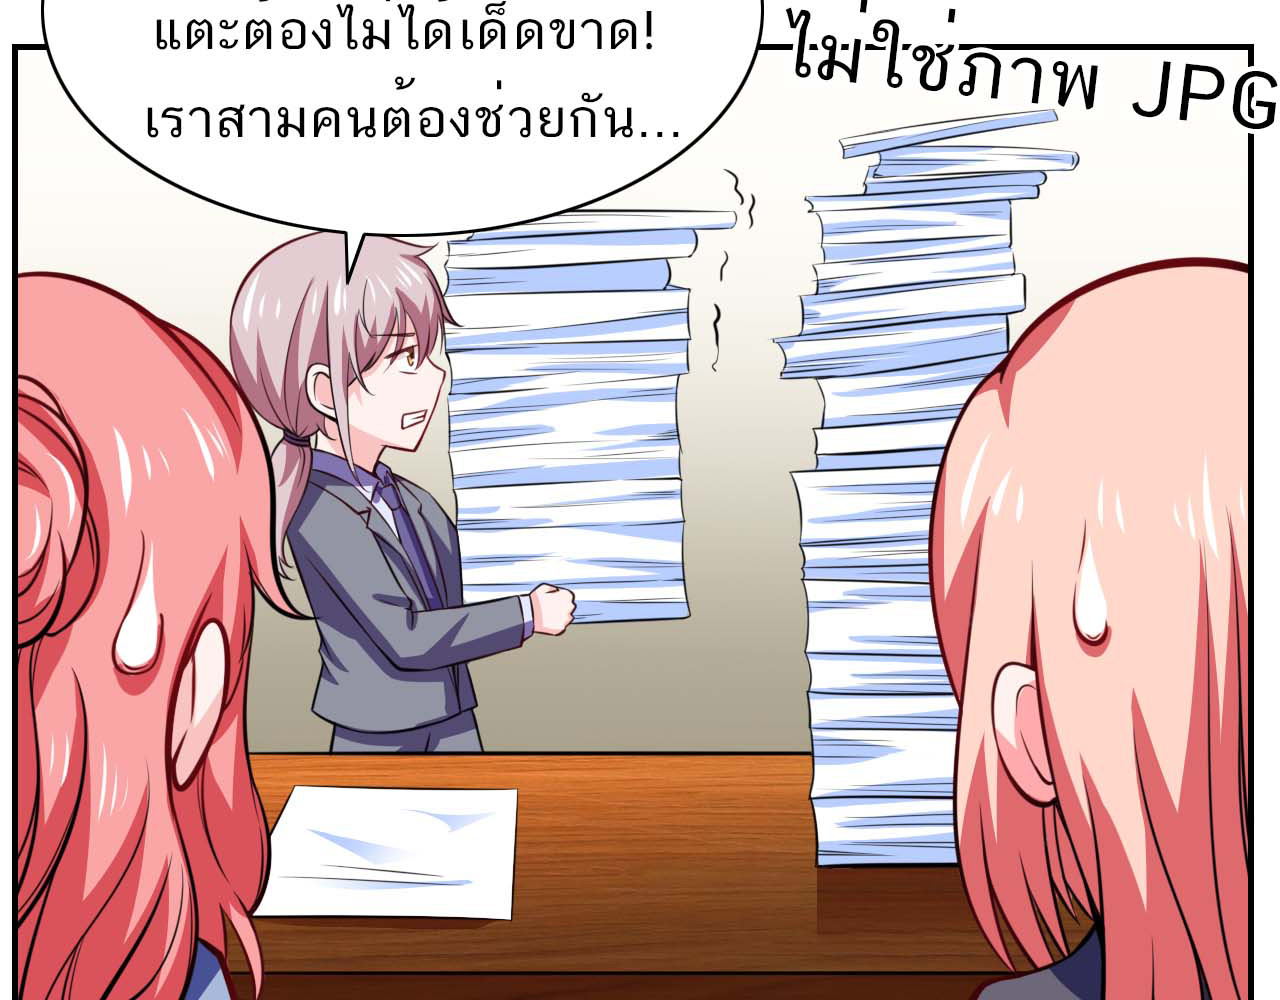 แตะต้องไม่ได้เด็ดขาด!
เราสามคนต้องช่วยกัน...
ไม่ใช่ภาพ JPG